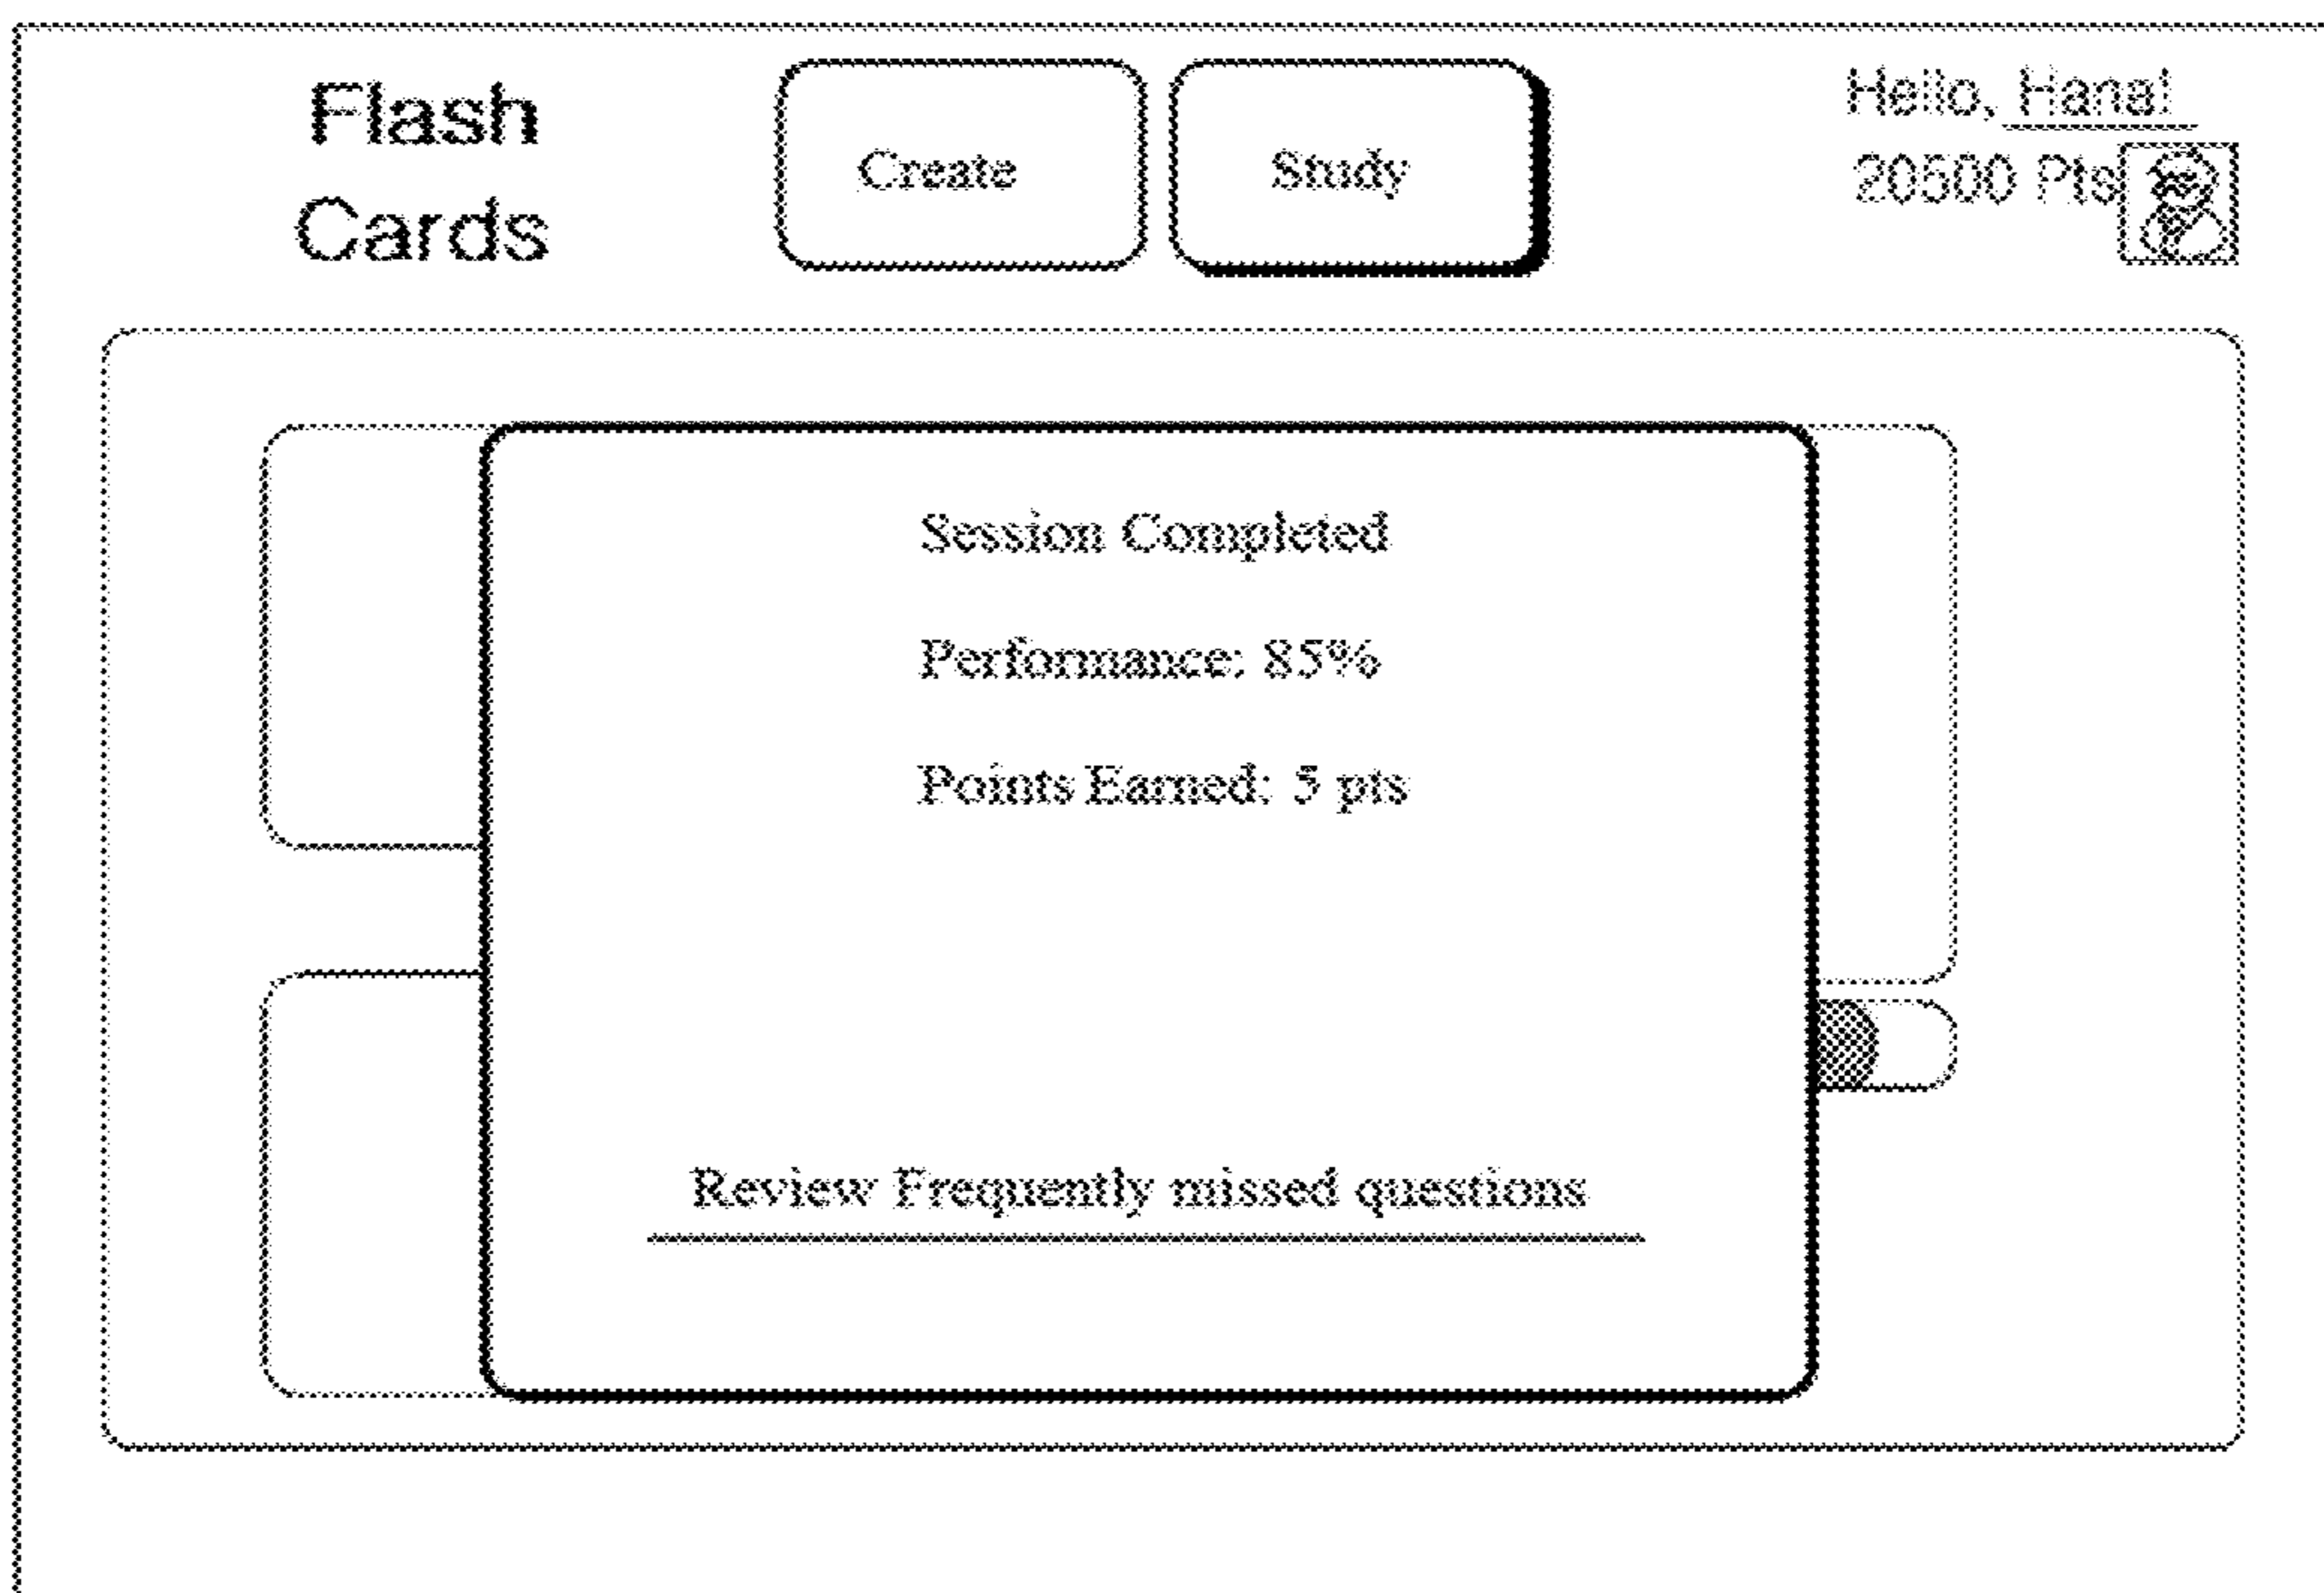 Flash
Cards
Create
Study
Hello, Hana!
20500 Pts
Session Completed
Performance: 85%
Points Earned: 5 pts
Review Frequently missed questions